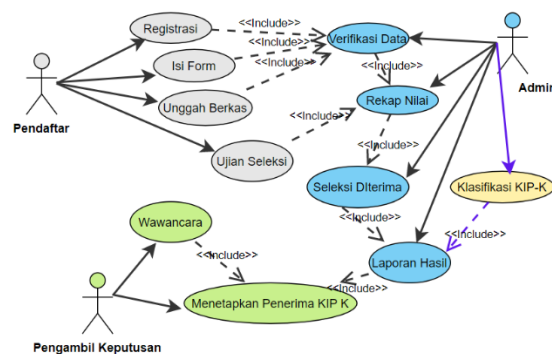 Registrasi
<<Include>>
Verifikasi Data
<<Include>>
Isi Form
<<Include>>
<<Include>>
Admin
Unggah Berkas
Rekap Nilai
Pendaftar
<<Include>>
<<Include>>
Ujian Seleksi
Seleksi DIterima
Klasifikasi KIP-K
Wawancara
<<Include>>
<<Include>>
<<Include>>
Laporan Hasil
<<Include>>
Menetapkan Penerima KIP K
Pengambil Keputusan